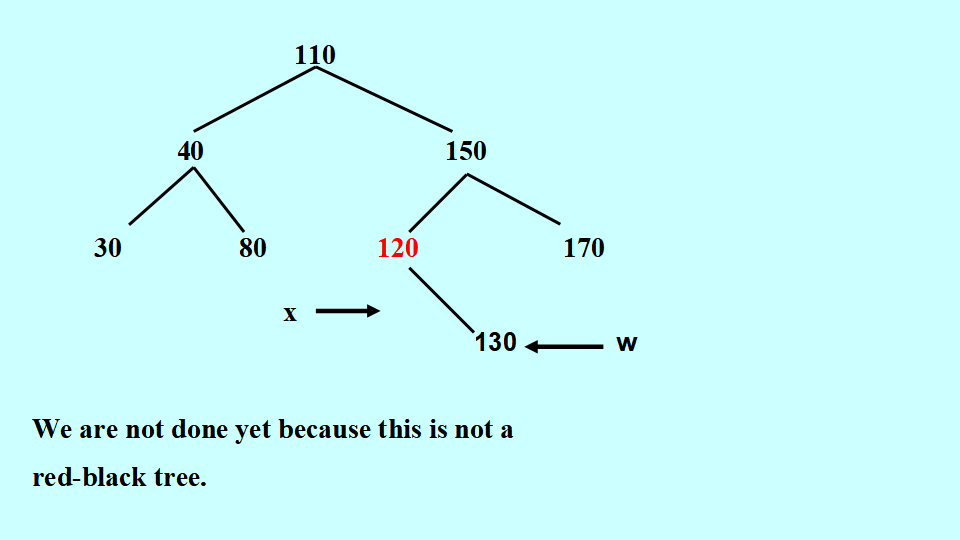 110
40 150
30 80 120 170
x
130 w
We are not done yet because this is not a
red-black tree.